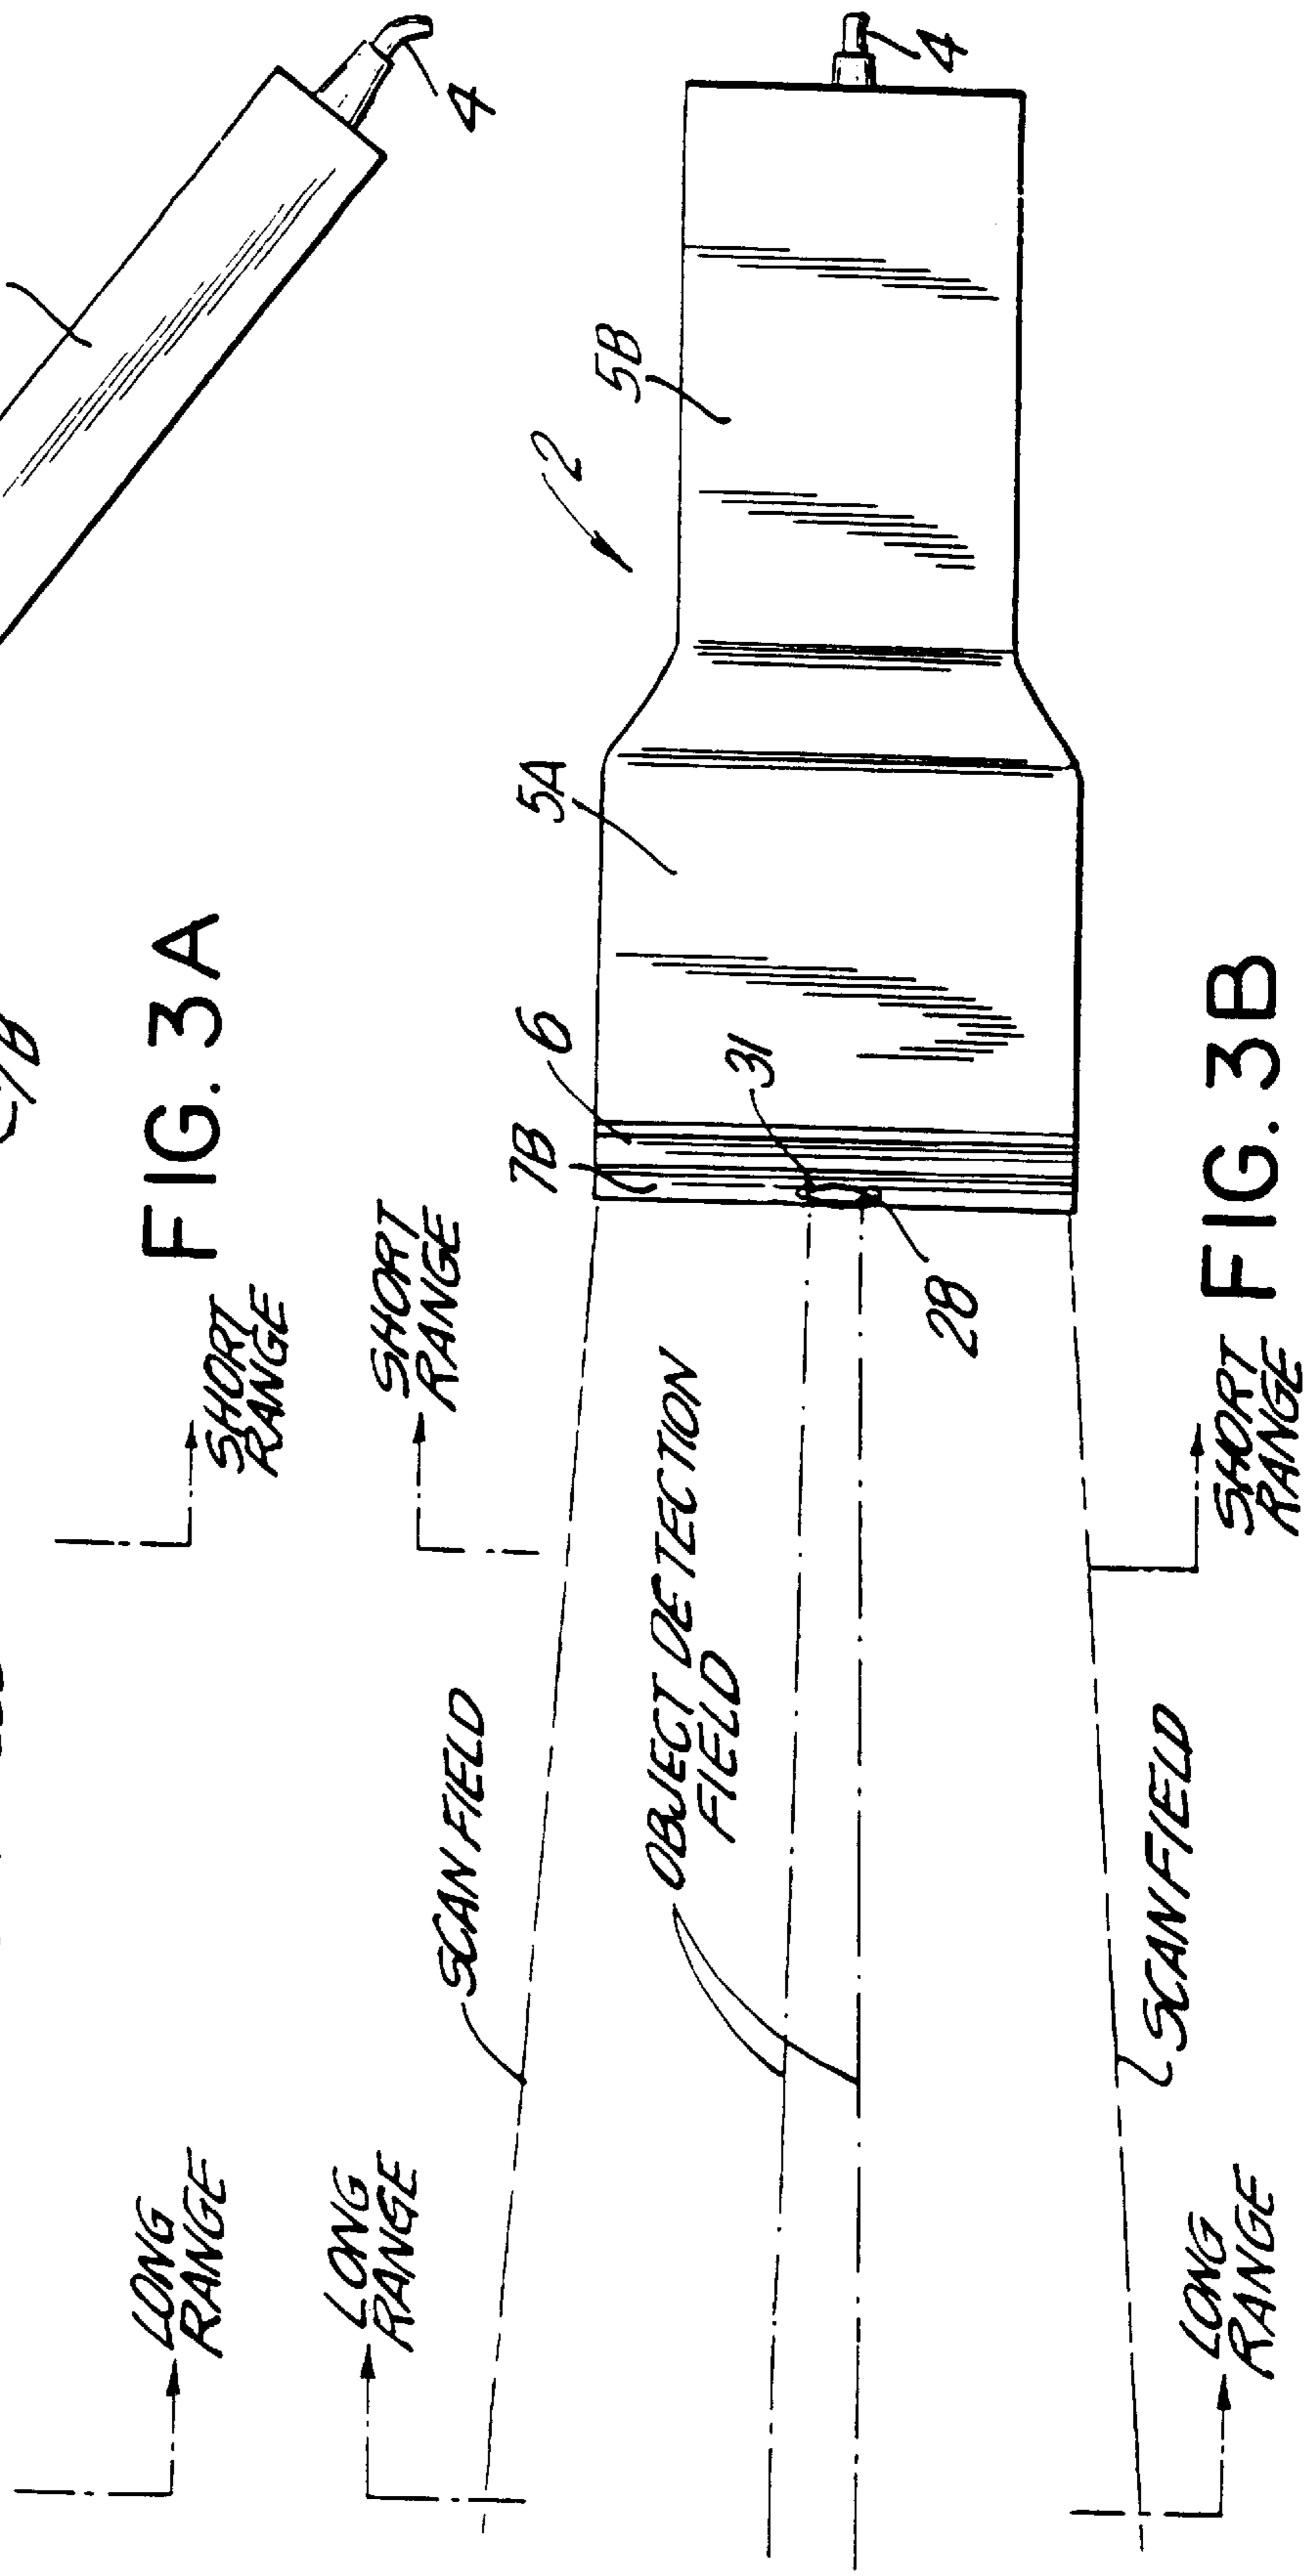 4
FIG. 3A
SHORT
RANGE
LONG
RANGE
4
5B
2
5A
6
7B
31
28
SHORT
RANGE
LONG
RANGE
SCAN FIELD
OBJECT DETECTION
FIELD
SCAN FIELD
SHORT
RANGE
LONG
RANGE
FIG. 3B